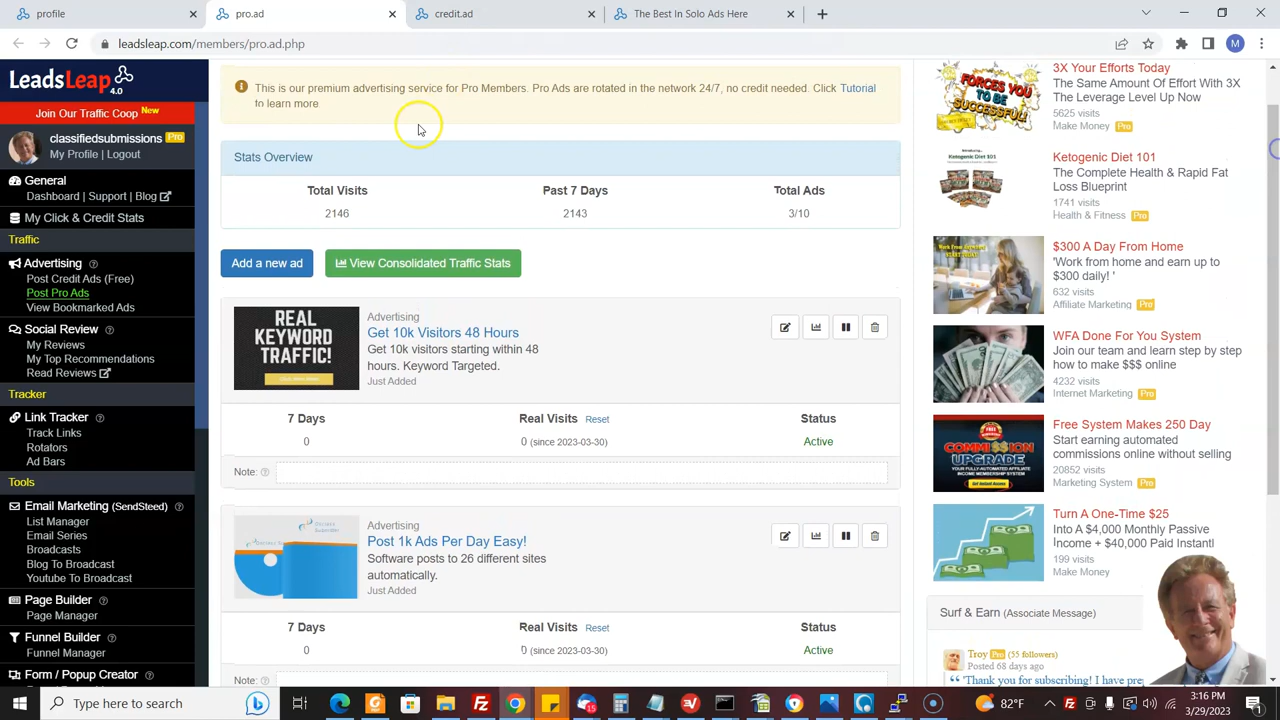 pro.ad
credit.ad
The Best In Solo Ads Here
leadsleap.com/members/pro.ad.php
M
LeadsLeap 4.0
Join Our Traffic Coop New
classifiedsubmissions Pro
My Profile | Logout
General
Dashboard | Support | Blog
My Click & Credit Stats
Traffic
Advertising
Post Credit Ads (Free)
Post Pro Ads
View Bookmarked Ads
Social Review
My Reviews
My Top Recommendations
Read Reviews
Tracker
Link Tracker
Track Links
Rotators
Ad Bars
Tools
Email Marketing (SendSteed)
List Manager
Email Series
Broadcasts
Blog To Broadcast
Youtube To Broadcast
Page Builder
Page Manager
Funnel Builder
Funnel Manager
Form / Popup Creator
This is our premium advertising service for Pro Members. Pro Ads are rotated in the network 24/7, no credit needed. Click Tutorial
to learn more
Stats Overview
Total Visits Past 7 Days Total Ads
2146 2143 3/10
Add a new ad
View Consolidated Traffic Stats
REAL
KEYWORD
TRAFFIC!
Advertising
Get 10k Visitors 48 Hours
Get 10k visitors starting within 48
hours. Keyword Targeted.
Just Added
7 Days Real Visits Reset Status
0 0 (since 2023-03-30) Active
Note:
Advertising
Post 1k Ads Per Day Easy!
Software posts to 26 different sites
automatically.
Just Added
7 Days Real Visits Reset Status
0 0 (since 2023-03-30) Active
Note:
FORCES
YOU TO
BE
SUCCESSFUL!
3X Your Efforts Today
The Same Amount Of Effort With 3X
The Leverage Level Up Now
5625 visits
Make Money Pro
Ketogenic Diet 101
The Complete Health & Rapid Fat
Loss Blueprint
1741 visits
Health & Fitness Pro
$300 A Day From Home
'Work from home and earn up to
$300 daily! '
632 visits
Affiliate Marketing Pro
WFA Done For You System
Join our team and learn step by step
how to make $$$ online
4232 visits
Internet Marketing Pro
COMMI$$ION
UPGRADE
Free System Makes 250 Day
Start earning automated
commissions online without selling
20852 visits
Marketing System Pro
Turn A One-Time $25
Into A $4,000 Monthly Passive
Income + $40,000 Paid Instantl
199 visits
Make Money
Surf & Earn (Associate Message)
Troy Pro (55 followers)
Posted 68 days ago
"Thank you for subscribing! I have pre
Type here to search
82°F
3:16 PM
3/29/2023